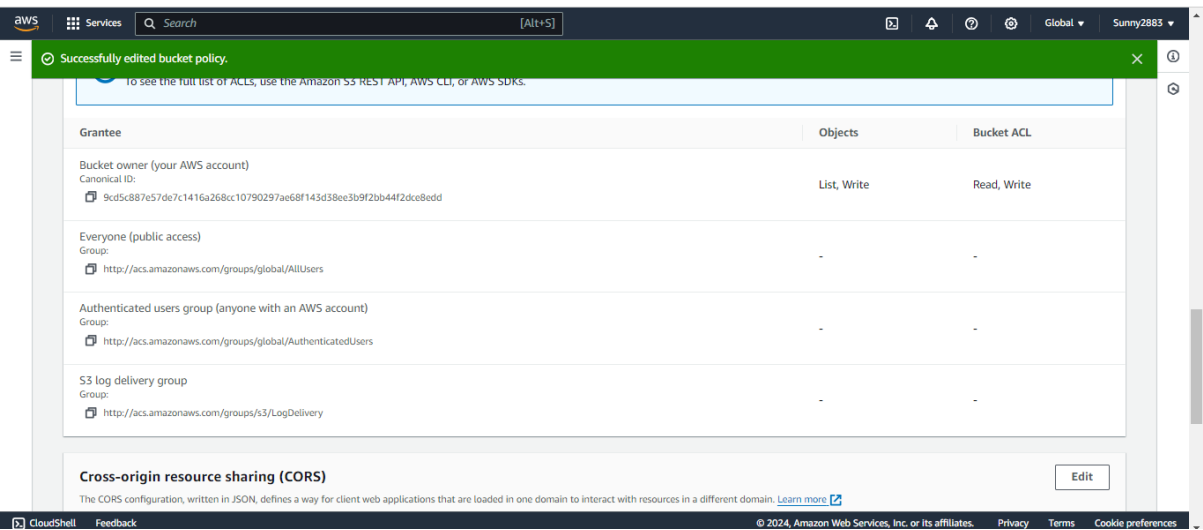 aws
Services
Search
[Alt+S]
Global
Sunny2883
Successfully edited bucket policy.
To see the full list of ACLs, use the Amazon S3 REST API, AWS CLI, or AWS SDKs.
Grantee
Objects
Bucket ACL
Bucket owner (your AWS account)
Canonical ID:
9cd5c887e57de7c1416a268cc10790297ae68f143d38ee3b9f2bb44f2dce8edd
List, Write
Read, Write
Everyone (public access)
Group:
http://acs.amazonaws.com/groups/global/AllUsers
-
-
Authenticated users group (anyone with an AWS account)
Group:
http://acs.amazonaws.com/groups/global/AuthenticatedUsers
-
-
S3 log delivery group
Group:
http://acs.amazonaws.com/groups/s3/LogDelivery
-
-
Cross-origin resource sharing (CORS)
Edit
The CORS configuration, written in JSON, defines a way for client web applications that are loaded in one domain to interact with resources in a different domain. Learn more
CloudShell
Feedback
© 2024, Amazon Web Services, Inc. or its affiliates.
Privacy
Terms
Cookie preferences